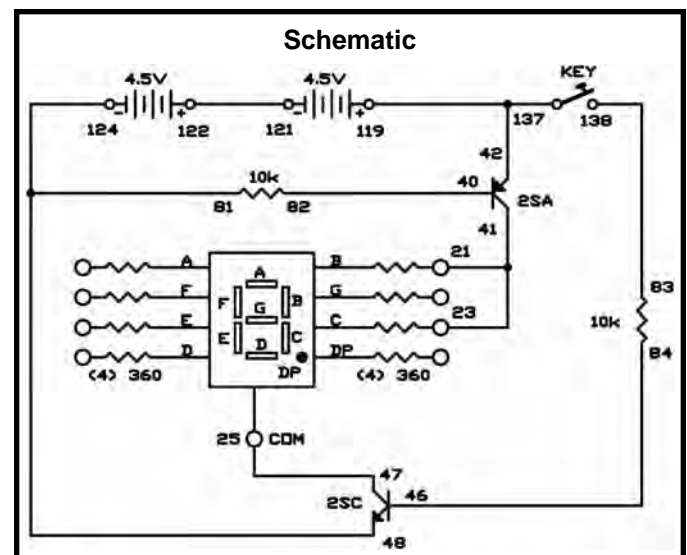 Schematic
4.5V 4.5V KEY
124 - + 122 121 - + 119 137 138
42
10k 40
81 82 2SA
41
21
A B
A
F F B G 83
G
E E C C 23 10k
D D DP 84
(4) 360 DP (4) 360
25 COM
47
2SC 46
48